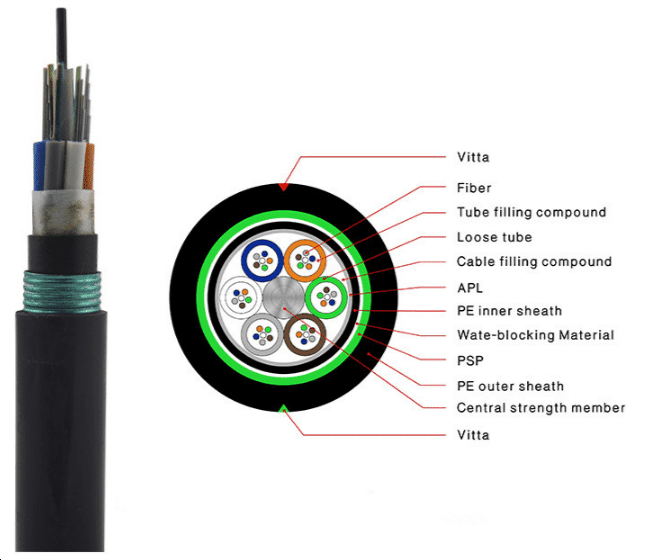 Vitta
Fiber
Tube filling compound
Loose tube
Cable filling compound
APL
PE inner sheath
Wate-blocking Material
PSP
PE outer sheath
Central strength member
Vitta